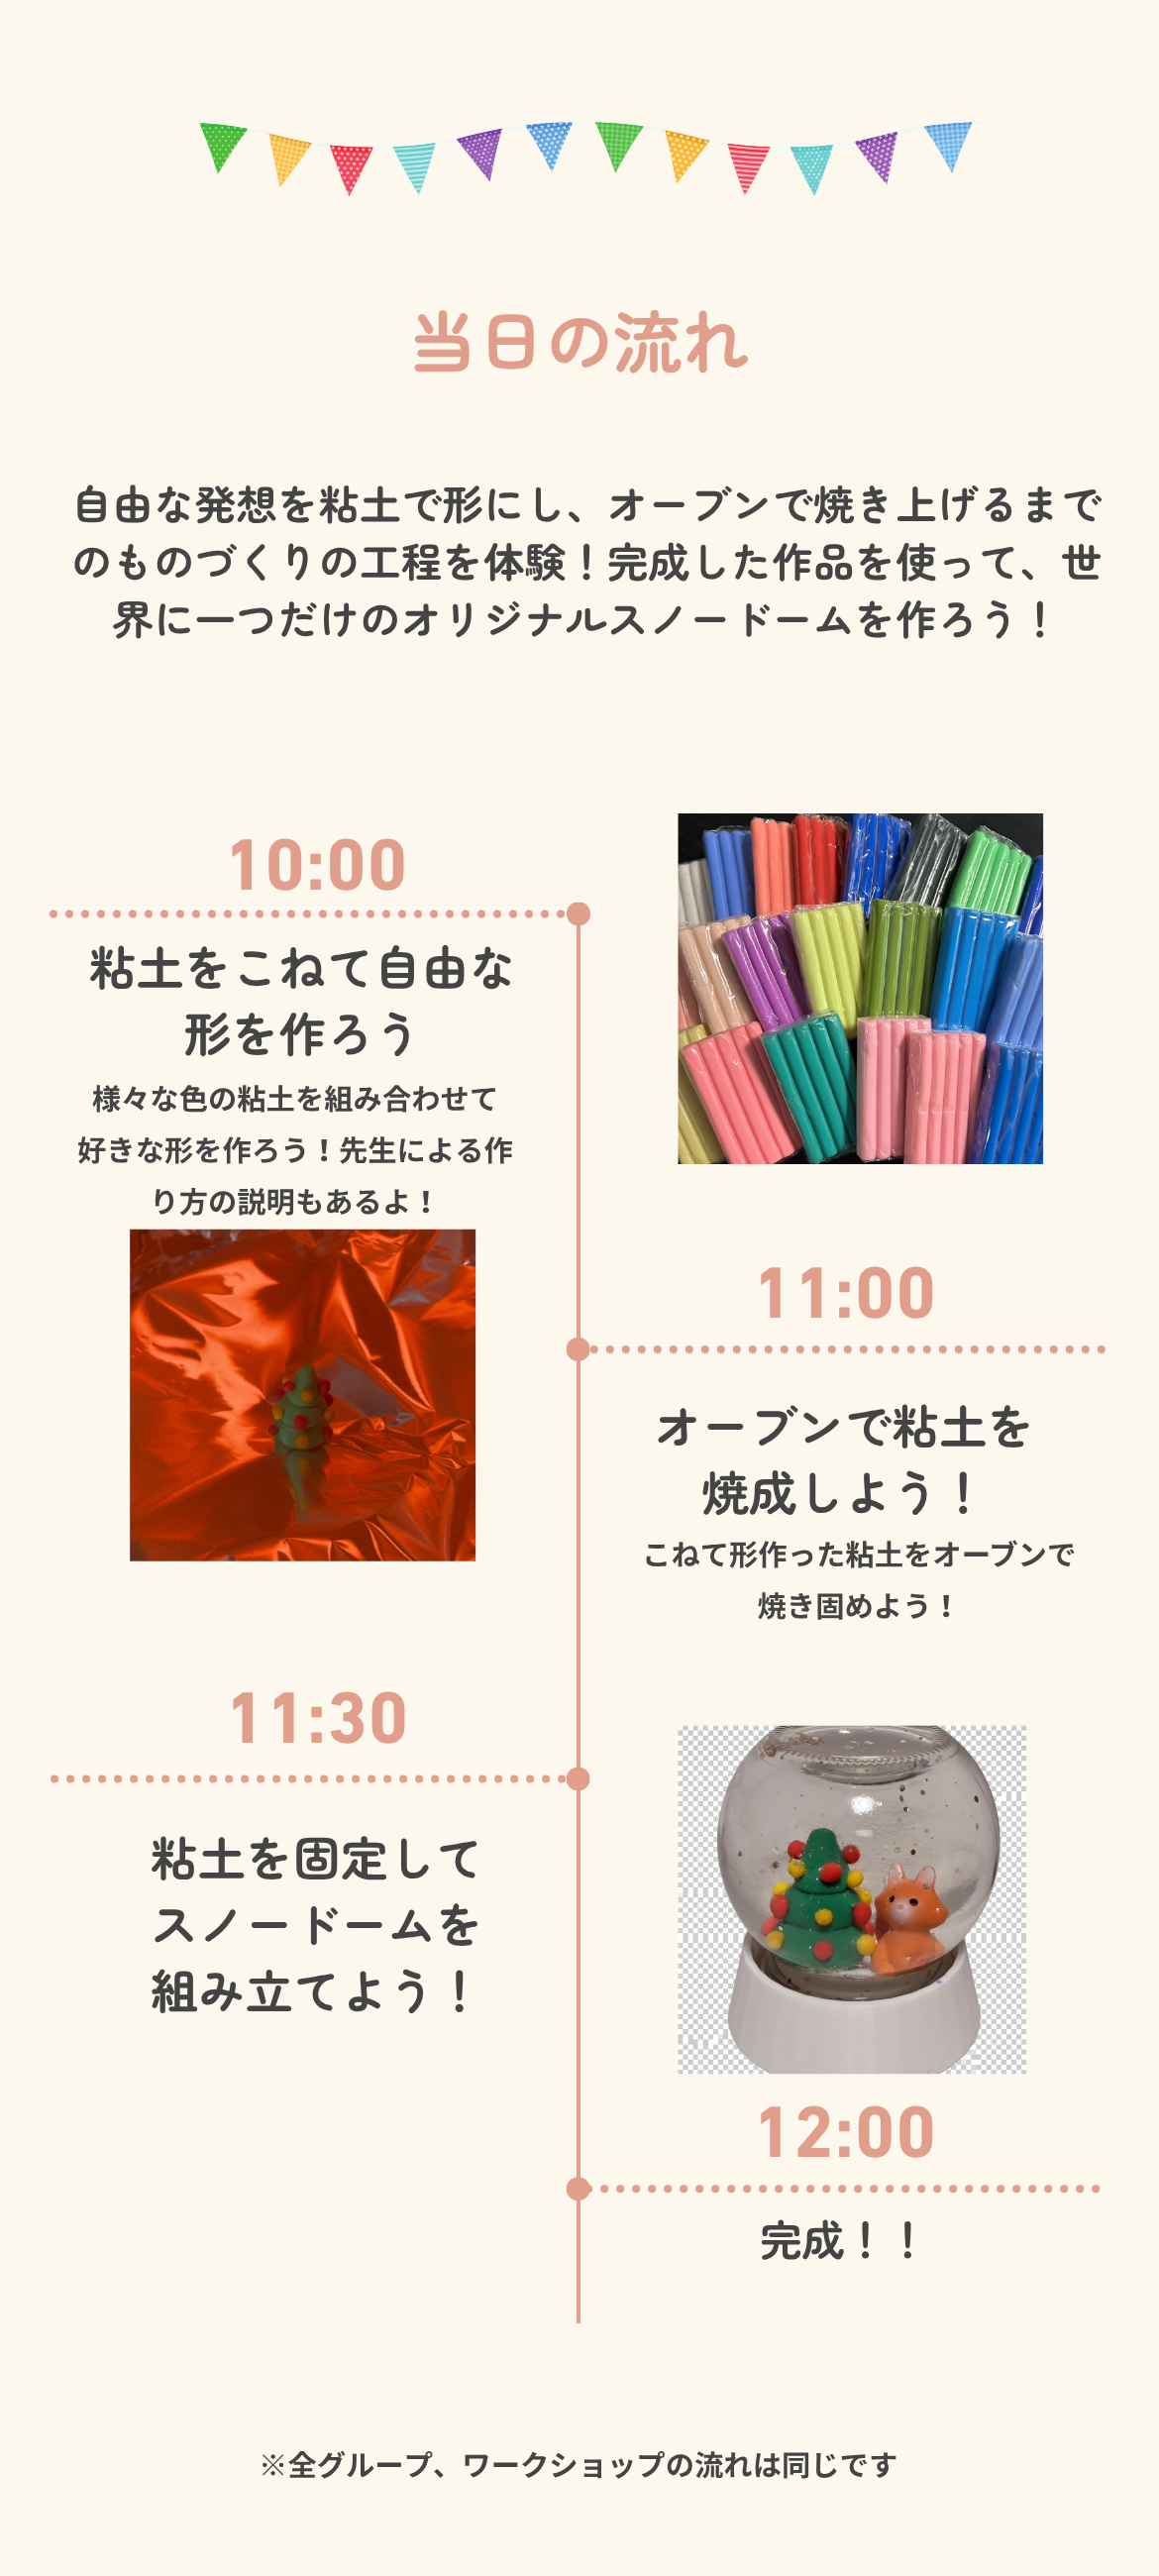 当日の流れ
自由な発想を粘土で形にし、オーブンで焼き上げるまで
のものづくりの工程を体験！完成した作品を使って、世
界に一つだけのオリジナルスノードームを作ろう！
10:00
粘土をこねて自由な
形を作ろう
様々な色の粘土を組み合わせて
好きな形を作ろう！先生による作
り方の説明もあるよ！
11:00
オーブンで粘土を
焼成しよう！
こねて形作った粘土をオーブンで
焼き固めよう！
11:30
粘土を固定して
スノードームを
組み立てよう！
12:00
完成！！
※全グループ、ワークショップの流れは同じです